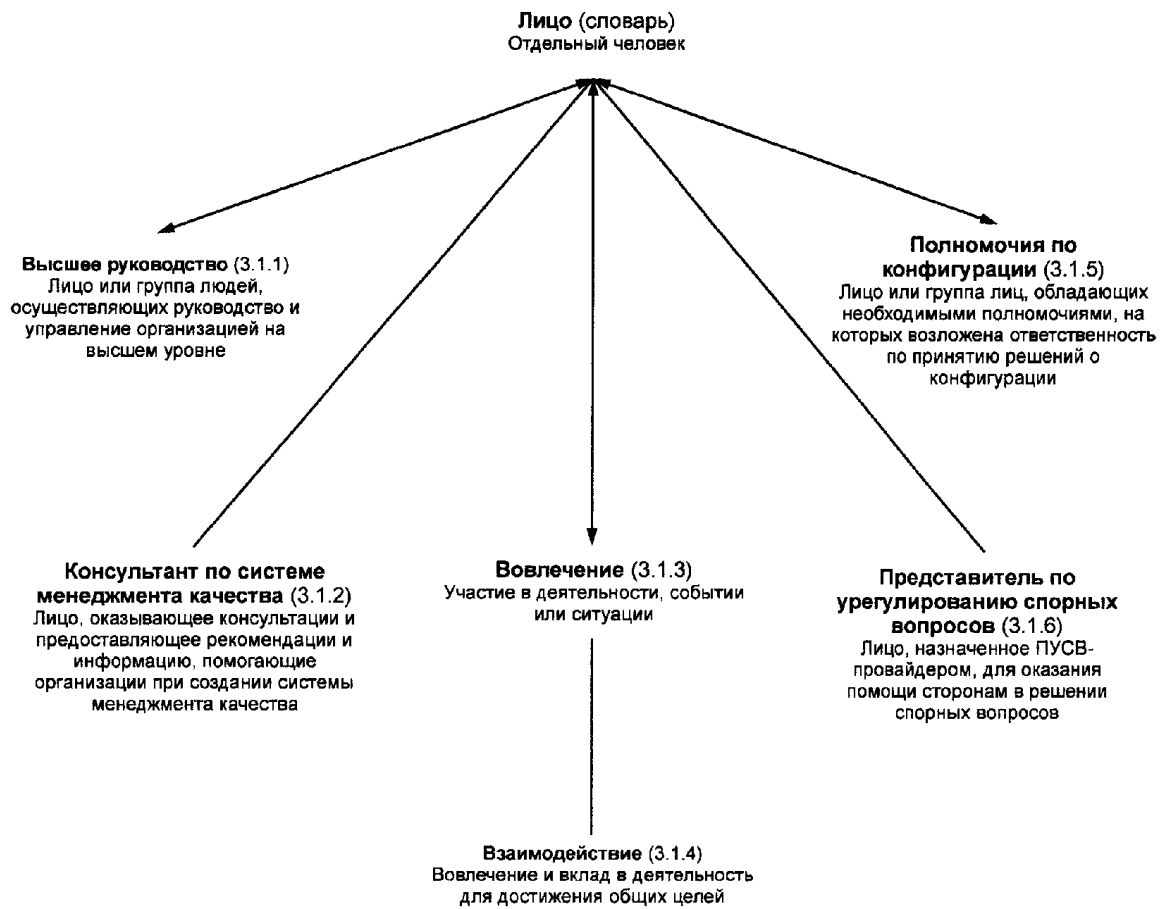 Лицо (словарь)
Отдельный человек
Высшее руководство (3.1.1)
Лицо или группа людей,
осуществляющих руководство и
управление организацией на
высшем уровне
Полномочия по
конфигурации (3.1.5)
Лицо или группа лиц, обладающих
необходимыми полномочиями, на
которых возложена ответственность
по принятию решений о
конфигурации
Консультант по системе
менеджмента качества (3.1.2)
Лицо, оказывающее консультации и
предоставляющее рекомендации и
информацию, помогающие
организации при создании системы
менеджмента качества
Вовлечение (3.1.3)
Участие в деятельности, событии
или ситуации
Представитель по
урегулированию спорных
вопросов (3.1.6)
Лицо, назначенное ПУСВ-
провайдером, для оказания
помощи сторонам в решении
спорных вопросов
Взаимодействие (3.1.4)
Вовлечение и вклад в деятельность
для достижения общих целей